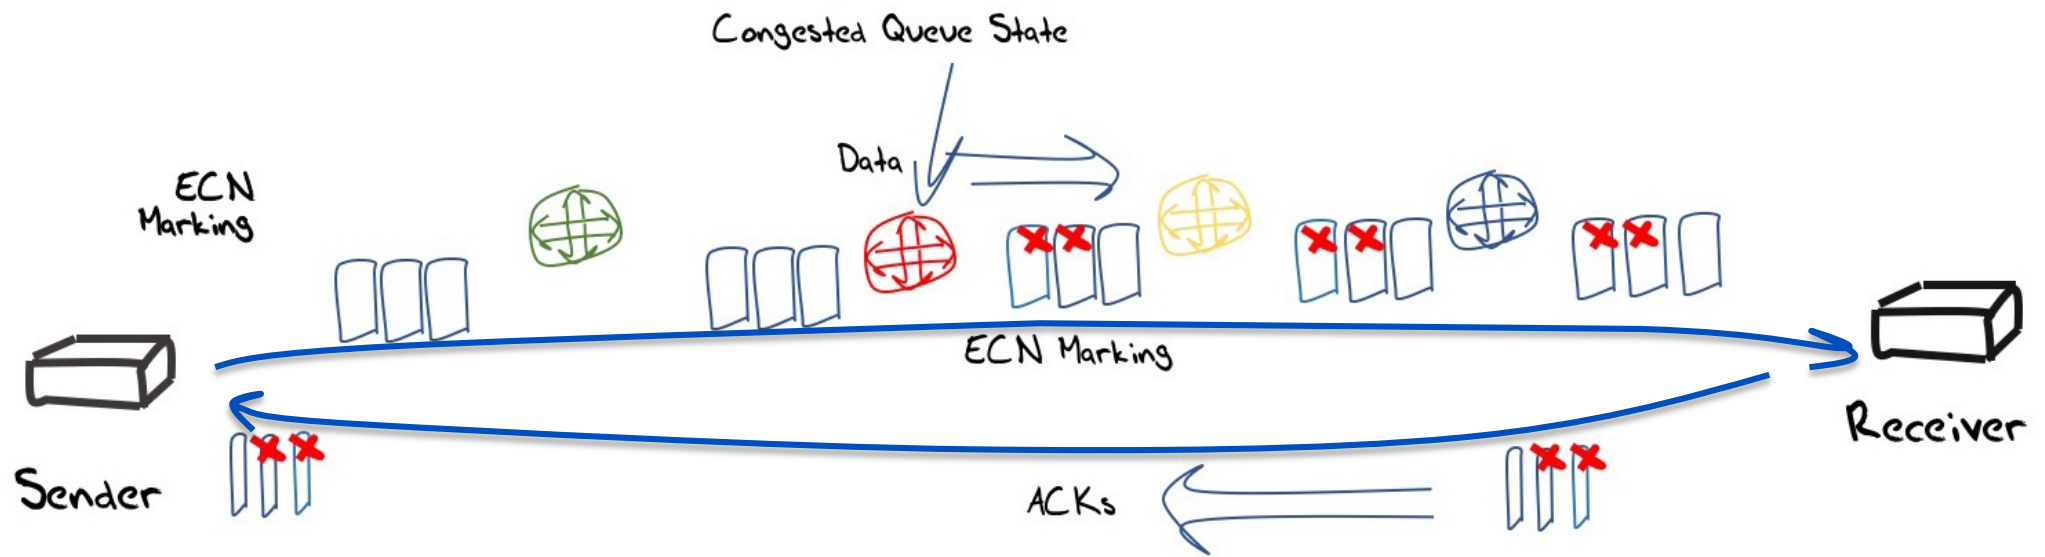 Congested Queue State
Data
ECN
Marking
ECN Marking
Receiver
Sender
ACKs